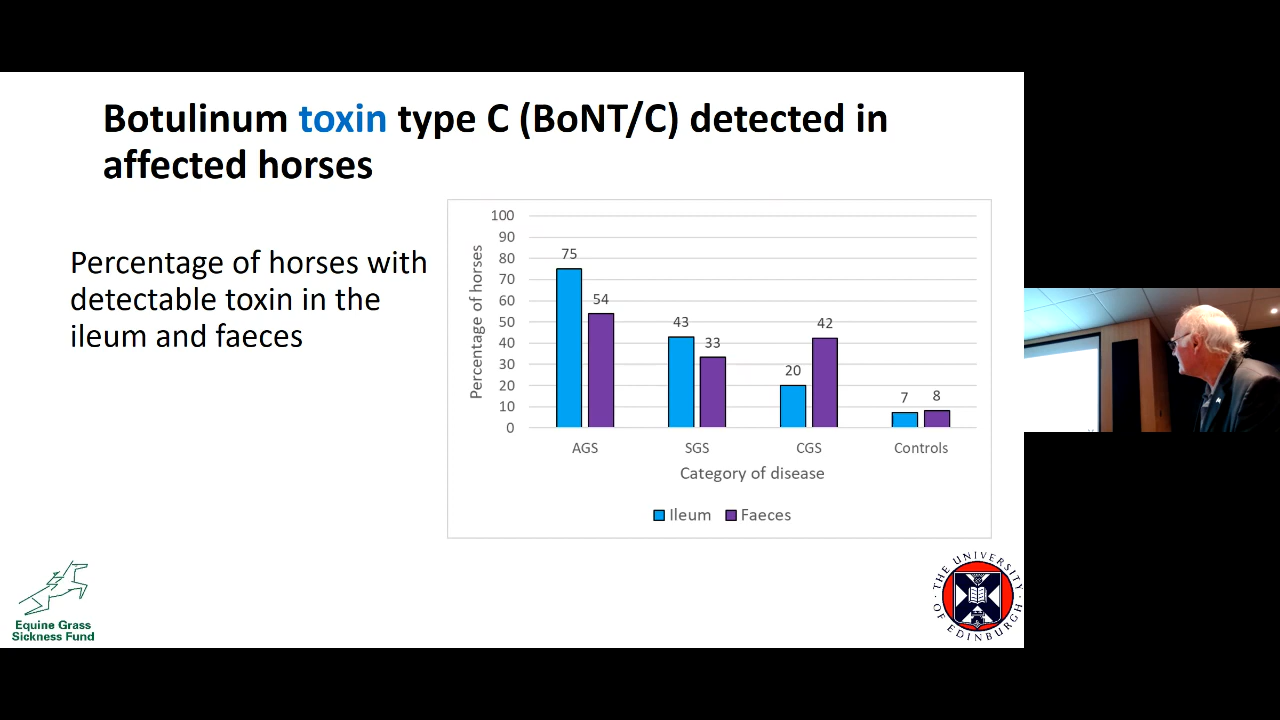 Botulinum toxin type C (BoNT/C) detected in
affected horses
Percentage of horses with
detectable toxin in the
ileum and faeces
Percentage of horses
100
90
80
70
60
50
40
30
20
10
0
75
54
43
33
20
42
7
8
AGS
SGS
CGS
Controls
Category of disease
Ileum
Faeces
Equine Grass
Sickness Fund
THE UNIVERSITY
OF EDINBURGH